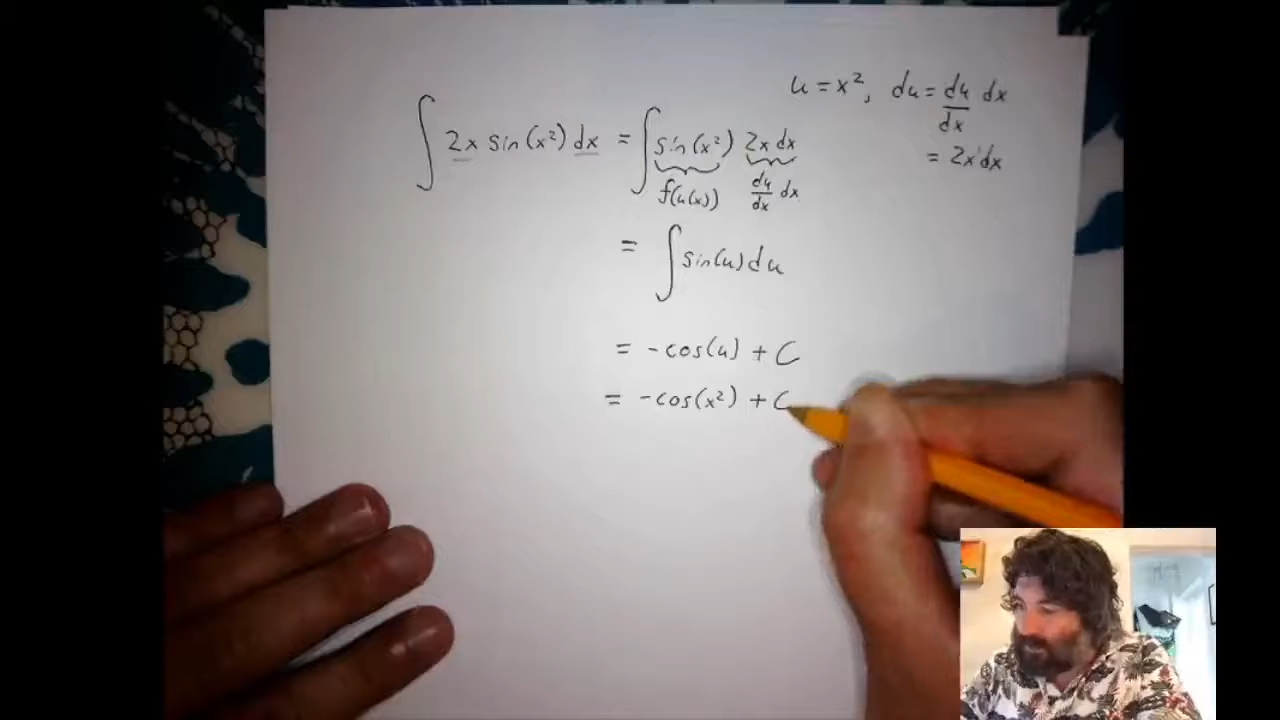 u = x², du = du/dx dx
= 2x dx
∫ 2x sin(x²) dx = ∫ sin(x²) 2x dx
f(u(x)) du/dx dx
= ∫ sin(u) du
= -cos(u) + C
= -cos(x²) + C